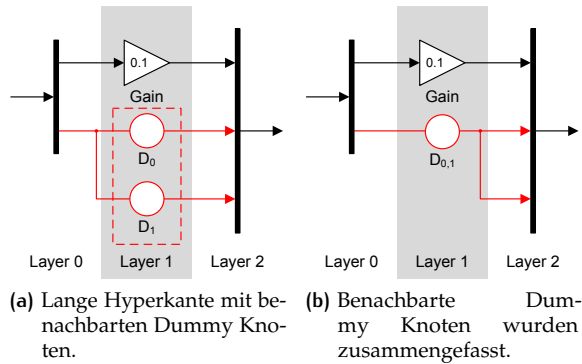 0.1
Gain
D0
D1
Layer 0
Layer 1
Layer 2
(a) Lange Hyperkante mit be-
nachbarten Dummy Kno-
ten.
0.1
Gain
D0,1
Layer 0
Layer 1
Layer 2
(b) Benachbarte Dum-
my Knoten wurden
zusammengefasst.